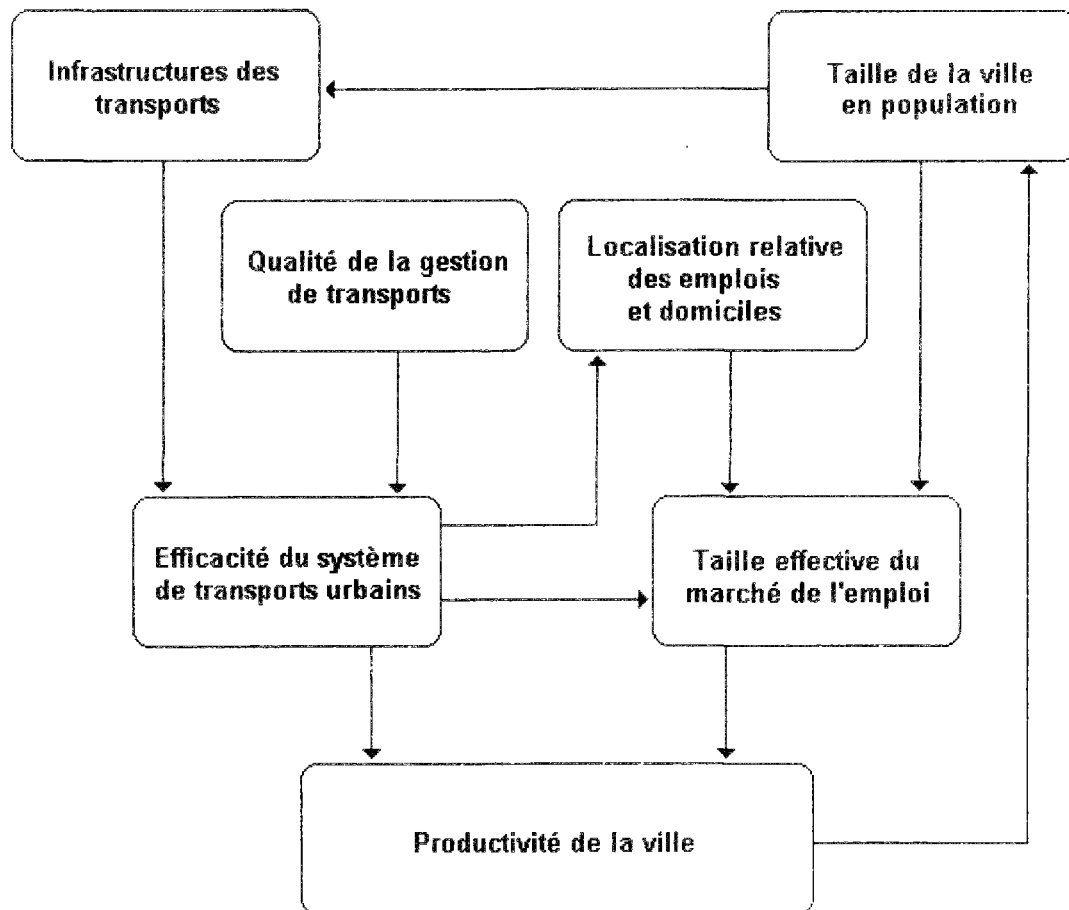 Infrastructures des
transports
Taille de la ville
en population
Qualité de la gestion
de transports
Localisation relative
des emplois
et domiciles
Efficacité du système
de transports urbains
Taille effective du
marché de l'emploi
Productivité de la ville